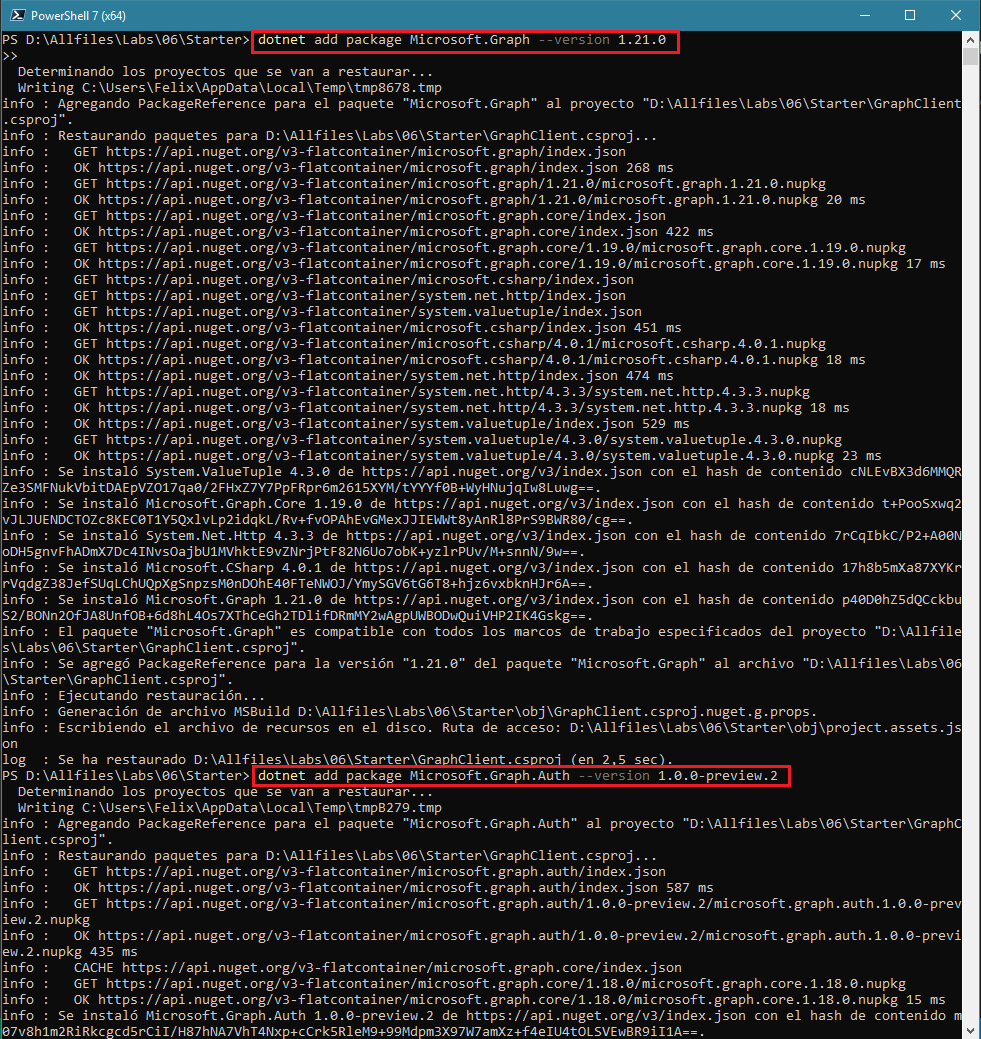 PowerShell 7 (x64)
PS D:\Allfiles\Labs\06\Starter> dotnet add package Microsoft.Graph --version 1.21.0
>>
  Determinando los proyectos que se van a restaurar...
  Writing C:\Users\Felix\AppData\Local\Temp\tmp8678.tmp
info : Agregando PackageReference para el paquete "Microsoft.Graph" al proyecto "D:\Allfiles\Labs\06\Starter\GraphClient
.csproj".
info : Restaurando paquetes para D:\Allfiles\Labs\06\Starter\GraphClient.csproj...
info :   GET https://api.nuget.org/v3-flatcontainer/microsoft.graph/index.json
info :   OK https://api.nuget.org/v3-flatcontainer/microsoft.graph/index.json 268 ms
info :   GET https://api.nuget.org/v3-flatcontainer/microsoft.graph/1.21.0/microsoft.graph.1.21.0.nupkg
info :   OK https://api.nuget.org/v3-flatcontainer/microsoft.graph/1.21.0/microsoft.graph.1.21.0.nupkg 20 ms
info :   GET https://api.nuget.org/v3-flatcontainer/microsoft.graph.core/index.json
info :   OK https://api.nuget.org/v3-flatcontainer/microsoft.graph.core/index.json 422 ms
info :   GET https://api.nuget.org/v3-flatcontainer/microsoft.graph.core/1.19.0/microsoft.graph.core.1.19.0.nupkg
info :   OK https://api.nuget.org/v3-flatcontainer/microsoft.graph.core/1.19.0/microsoft.graph.core.1.19.0.nupkg 17 ms
info :   GET https://api.nuget.org/v3-flatcontainer/microsoft.csharp/index.json
info :   GET https://api.nuget.org/v3-flatcontainer/system.net.http/index.json
info :   GET https://api.nuget.org/v3-flatcontainer/system.valuetuple/index.json
info :   OK https://api.nuget.org/v3-flatcontainer/microsoft.csharp/index.json 451 ms
info :   GET https://api.nuget.org/v3-flatcontainer/microsoft.csharp/4.0.1/microsoft.csharp.4.0.1.nupkg
info :   OK https://api.nuget.org/v3-flatcontainer/microsoft.csharp/4.0.1/microsoft.csharp.4.0.1.nupkg 18 ms
info :   OK https://api.nuget.org/v3-flatcontainer/system.net.http/index.json 474 ms
info :   GET https://api.nuget.org/v3-flatcontainer/system.net.http/4.3.3/system.net.http.4.3.3.nupkg
info :   OK https://api.nuget.org/v3-flatcontainer/system.net.http/4.3.3/system.net.http.4.3.3.nupkg 18 ms
info :   OK https://api.nuget.org/v3-flatcontainer/system.valuetuple/index.json 529 ms
info :   GET https://api.nuget.org/v3-flatcontainer/system.valuetuple/4.3.0/system.valuetuple.4.3.0.nupkg
info :   OK https://api.nuget.org/v3-flatcontainer/system.valuetuple/4.3.0/system.valuetuple.4.3.0.nupkg 23 ms
info : Se instaló System.ValueTuple 4.3.0 de https://api.nuget.org/v3/index.json con el hash de contenido cNLEvBX3d6MMQR
Ze3SMFNukVbitDAEpVZO17qa0/2FHxZ7Y7PpFRpr6m2615XYM/tYYYf0B+WyHNujqIw8Luwg==.
info : Se instaló Microsoft.Graph.Core 1.19.0 de https://api.nuget.org/v3/index.json con el hash de contenido t+PooSxwq2
vJLJUENDCTOZc8KEC0T1Y5QxlvLp2idqkL/Rv+fvOPAhEvGMexJJIEWWt8yAnRl8PrS9BWR80/cg==.
info : Se instaló System.Net.Http 4.3.3 de https://api.nuget.org/v3/index.json con el hash de contenido 7rCqIbkC/P2+A00N
oDH5gnvFhADmX7Dc4INvsOajbU1MVhktE9vZNrjPtF82N6Uo7obK+yzlrPUv/M+snnN/9w==.
info : Se instaló Microsoft.CSharp 4.0.1 de https://api.nuget.org/v3/index.json con el hash de contenido 17h8b5mXa87XYKr
rVqdgZ38JefSUqLChUQpXgSnpzsM0nDOhE40FTeNWOJ/YmySGV6tG6T8+hjz6vxbknHJr6A==.
info : Se instaló Microsoft.Graph 1.21.0 de https://api.nuget.org/v3/index.json con el hash de contenido p40D0hZ5dQCckbu
S2/BONn2OfJA8UnfOB+6d8hL4Os7XThCeGh2TDlifDRmMY2wAgpUWBODwQuiVHP2IK4Gskg==.
info : El paquete "Microsoft.Graph" es compatible con todos los marcos de trabajo especificados del proyecto "D:\Allfile
s\Labs\06\Starter\GraphClient.csproj".
info : Se agregó PackageReference para la versión "1.21.0" del paquete "Microsoft.Graph" al archivo "D:\Allfiles\Labs\06
\Starter\GraphClient.csproj".
info : Ejecutando restauración...
info : Generación de archivo MSBuild D:\Allfiles\Labs\06\Starter\obj\GraphClient.csproj.nuget.g.props.
info : Escribiendo el archivo de recursos en el disco. Ruta de acceso: D:\Allfiles\Labs\06\Starter\obj\project.assets.js
on
log  : Se ha restaurado D:\Allfiles\Labs\06\Starter\GraphClient.csproj (en 2,5 sec).
PS D:\Allfiles\Labs\06\Starter> dotnet add package Microsoft.Graph.Auth --version 1.0.0-preview.2
  Determinando los proyectos que se van a restaurar...
  Writing C:\Users\Felix\AppData\Local\Temp\tmpB279.tmp
info : Agregando PackageReference para el paquete "Microsoft.Graph.Auth" al proyecto "D:\Allfiles\Labs\06\Starter\GraphC
lient.csproj".
info : Restaurando paquetes para D:\Allfiles\Labs\06\Starter\GraphClient.csproj...
info :   GET https://api.nuget.org/v3-flatcontainer/microsoft.graph.auth/index.json
info :   OK https://api.nuget.org/v3-flatcontainer/microsoft.graph.auth/index.json 587 ms
info :   GET https://api.nuget.org/v3-flatcontainer/microsoft.graph.auth/1.0.0-preview.2/microsoft.graph.auth.1.0.0-prev
iew.2.nupkg
info :   OK https://api.nuget.org/v3-flatcontainer/microsoft.graph.auth/1.0.0-preview.2/microsoft.graph.auth.1.0.0-previ
ew.2.nupkg 435 ms
info :   CACHE https://api.nuget.org/v3-flatcontainer/microsoft.graph.core/index.json
info :   GET https://api.nuget.org/v3-flatcontainer/microsoft.graph.core/1.18.0/microsoft.graph.core.1.18.0.nupkg
info :   OK https://api.nuget.org/v3-flatcontainer/microsoft.graph.core/1.18.0/microsoft.graph.core.1.18.0.nupkg 15 ms
info : Se instaló Microsoft.Graph.Auth 1.0.0-preview.2 de https://api.nuget.org/v3/index.json con el hash de contenido m
07v8h1m2RiRkcgcd5rCiI/H87hNA7VhT4Nxp+cCrk5RleM9+99Mdpm3X97W7amXz+f4eIU4tOLSVEwBR9iI1A==.